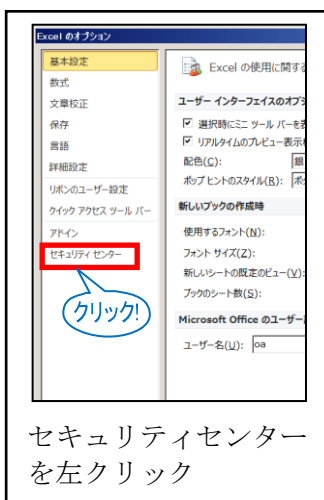 Excel のオプション
基本設定
数式
文章校正
保存
言語
詳細設定
リボンのユーザー設定
クイック アクセス ツール バー
アドイン
セキュリティ センター
クリック!
Excel の使用に関する
ユーザー インターフェイスのオプシ
選択時にミニ ツール バーを表
リアルタイムのプレビュー表示
配色(C): 銀
ポップ ヒントのスタイル(R): ポッ
新しいブックの作成時
使用するフォント(N):
フォント サイズ(Z):
新しいシートの既定のビュー(V):
ブックのシート数(S):
Microsoft Office のユーザー
ユーザー名(U): oa
セキュリティセンター
を左クリック